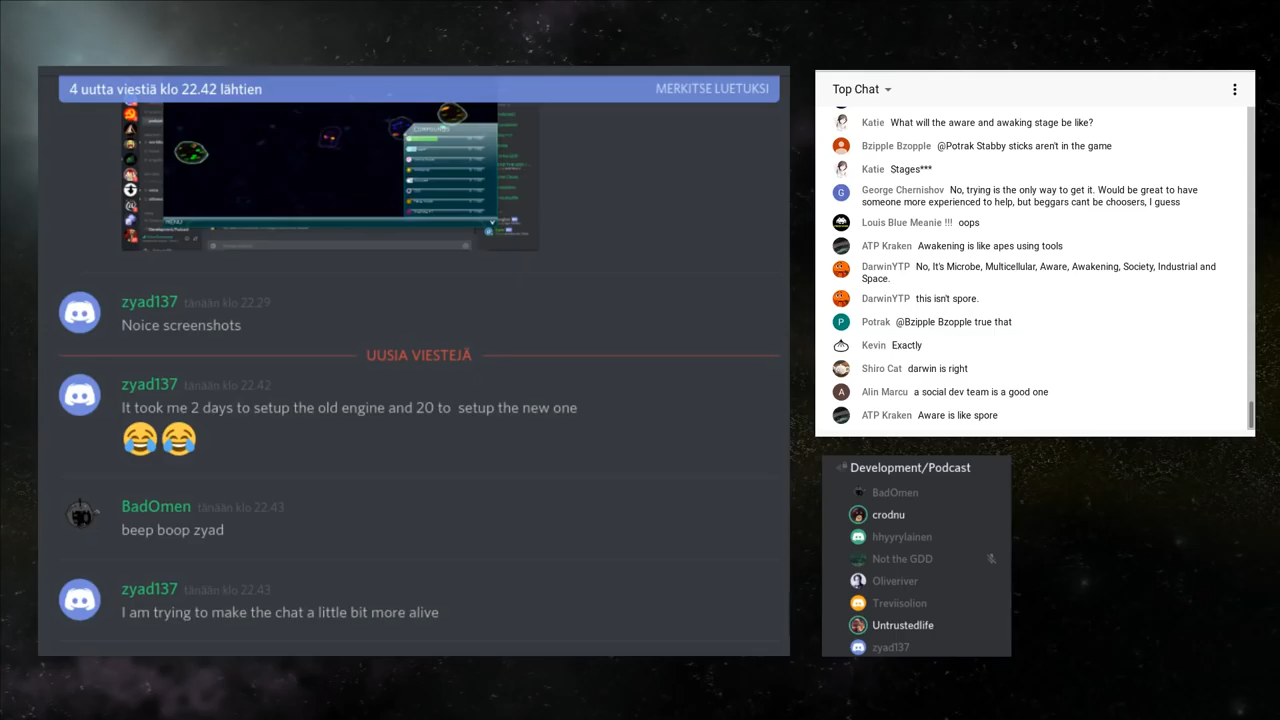 4 uutta viestiä klo 22.42 lähtien
MERKITSE LUETUKSI
COMPOUNDS
MENU
Development/Podcast
zyad137 tänään klo 22.29
Noice screenshots
UUSIA VIESTEJÄ
zyad137 tänään klo 22.42
It took me 2 days to setup the old engine and 20 to setup the new one
BadOmen tänään klo 22.43
beep boop zyad
zyad137 tänään klo 22.43
I am trying to make the chat a little bit more alive
Top Chat
Katie What will the aware and awaking stage be like?
Bzipple Bzopple @Potrak Stabby sticks aren't in the game
Katie Stages***
G
George Chernishov No, trying is the only way to get it. Would be great to have
someone more experienced to help, but beggars cant be choosers, I guess
Louis Blue Meanie !!! oops
ATP Kraken Awakening is like apes using tools
DarwinYTP No, It's Microbe, Multicellular, Aware, Awakening, Society, Industrial and
Space.
DarwinYTP this isn't spore.
P
Potrak @Bzipple Bzopple true that
Kevin Exactly
Shiro Cat darwin is right
A
Alin Marcu a social dev team is a good one
ATP Kraken Aware is like spore
Development/Podcast
BadOmen
crodnu
hhyyrylainen
Not the GDD
Oliveriver
Treviisolion
Untrustedlife
zyad137